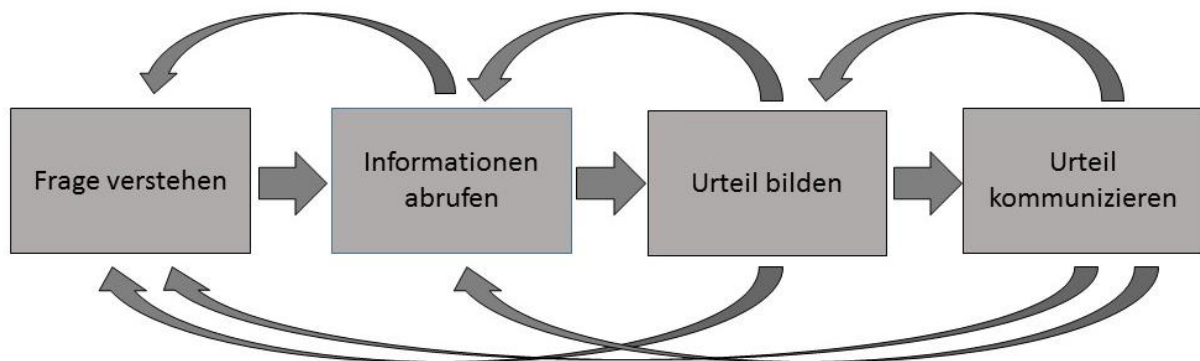 Frage verstehen
Informationen
abrufen
Urteil bilden
Urteil
kommunizieren